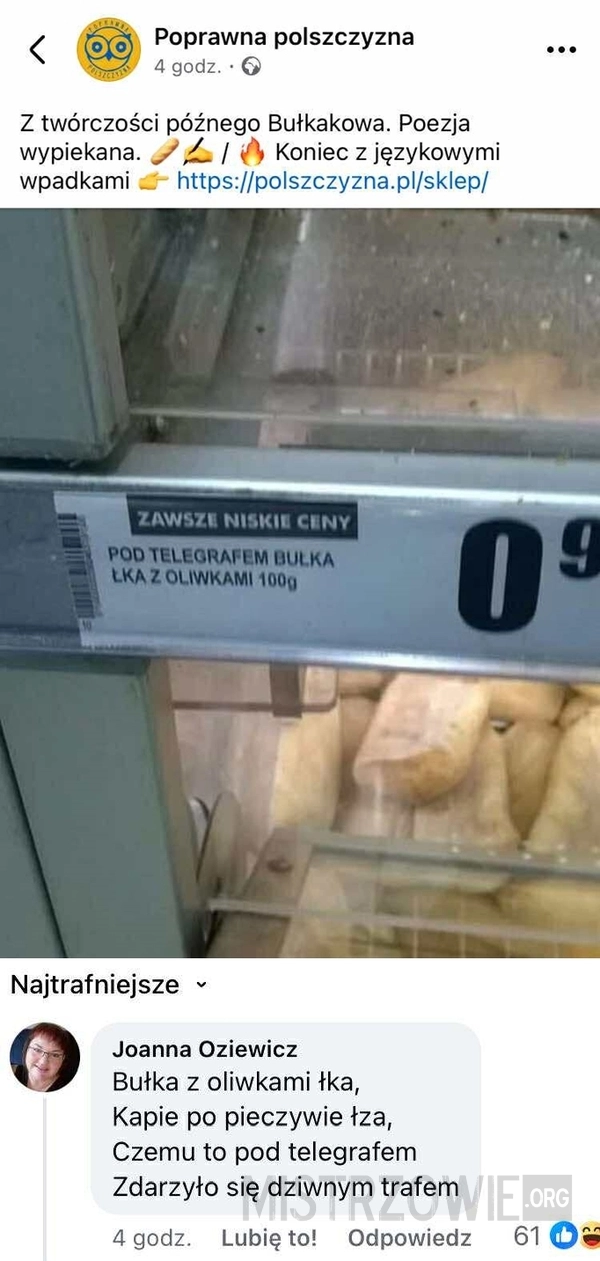 Poprawna polszczyzna
4 godz. ·
Z twórczości późnego Bułkakowa. Poezja
wypiekana. 🥖✍️ / 🔥 Koniec z językowymi
wpadkami 👉 https://polszczyzna.pl/sklep/
ZAWSZE NISKIE CENY
POD TELEGRAFEM BUŁKA
ŁKA Z OLIWKAMI 100g
0 9
Najtrafniejsze
Joanna Oziewicz
Bułka z oliwkami łka,
Kapie po pieczywie łza,
Czemu to pod telegrafem
Zdarzyło się dziwnym trafem
MISTRZOWIE.ORG
4 godz. Lubię to! Odpowiedz 61